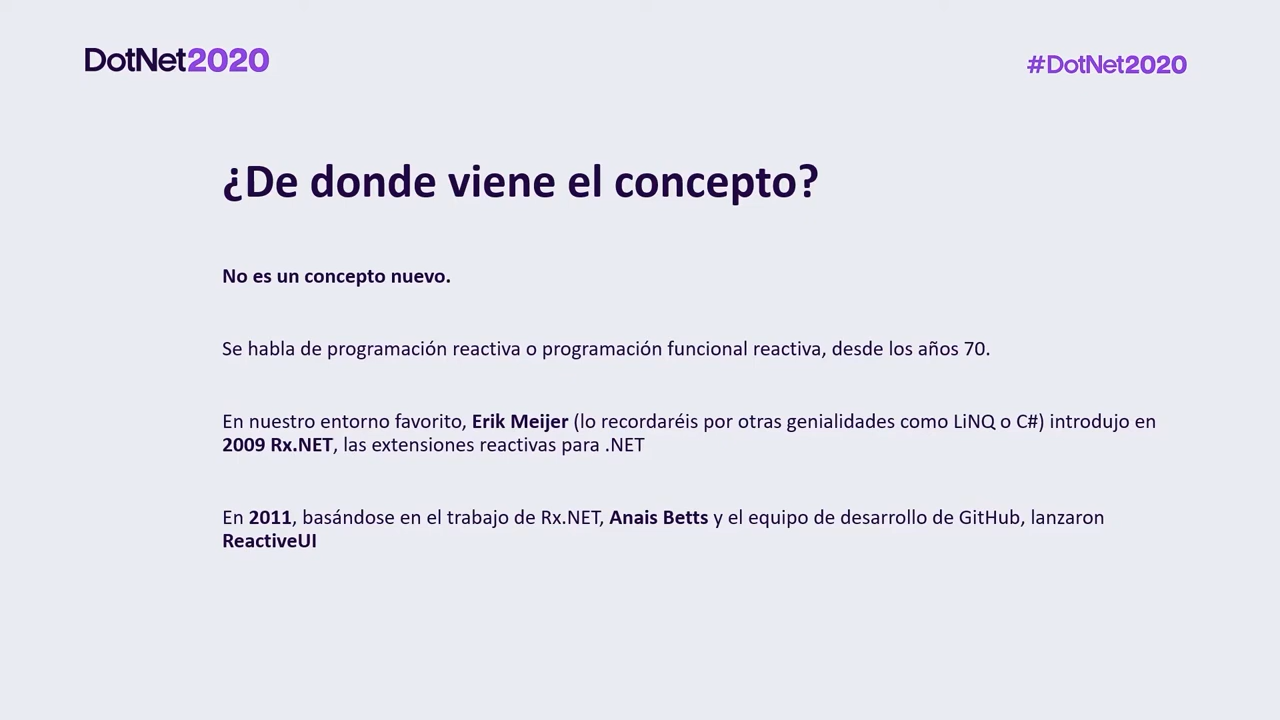 DotNet2020
#DotNet2020
¿De donde viene el concepto?
No es un concepto nuevo.
Se habla de programación reactiva o programación funcional reactiva, desde los años 70.
En nuestro entorno favorito, Erik Meijer (lo recordaréis por otras genialidades como LiNQ o C#) introdujo en
2009 Rx.NET, las extensiones reactivas para .NET
En 2011, basándose en el trabajo de Rx.NET, Anais Betts y el equipo de desarrollo de GitHub, lanzaron
ReactiveUI